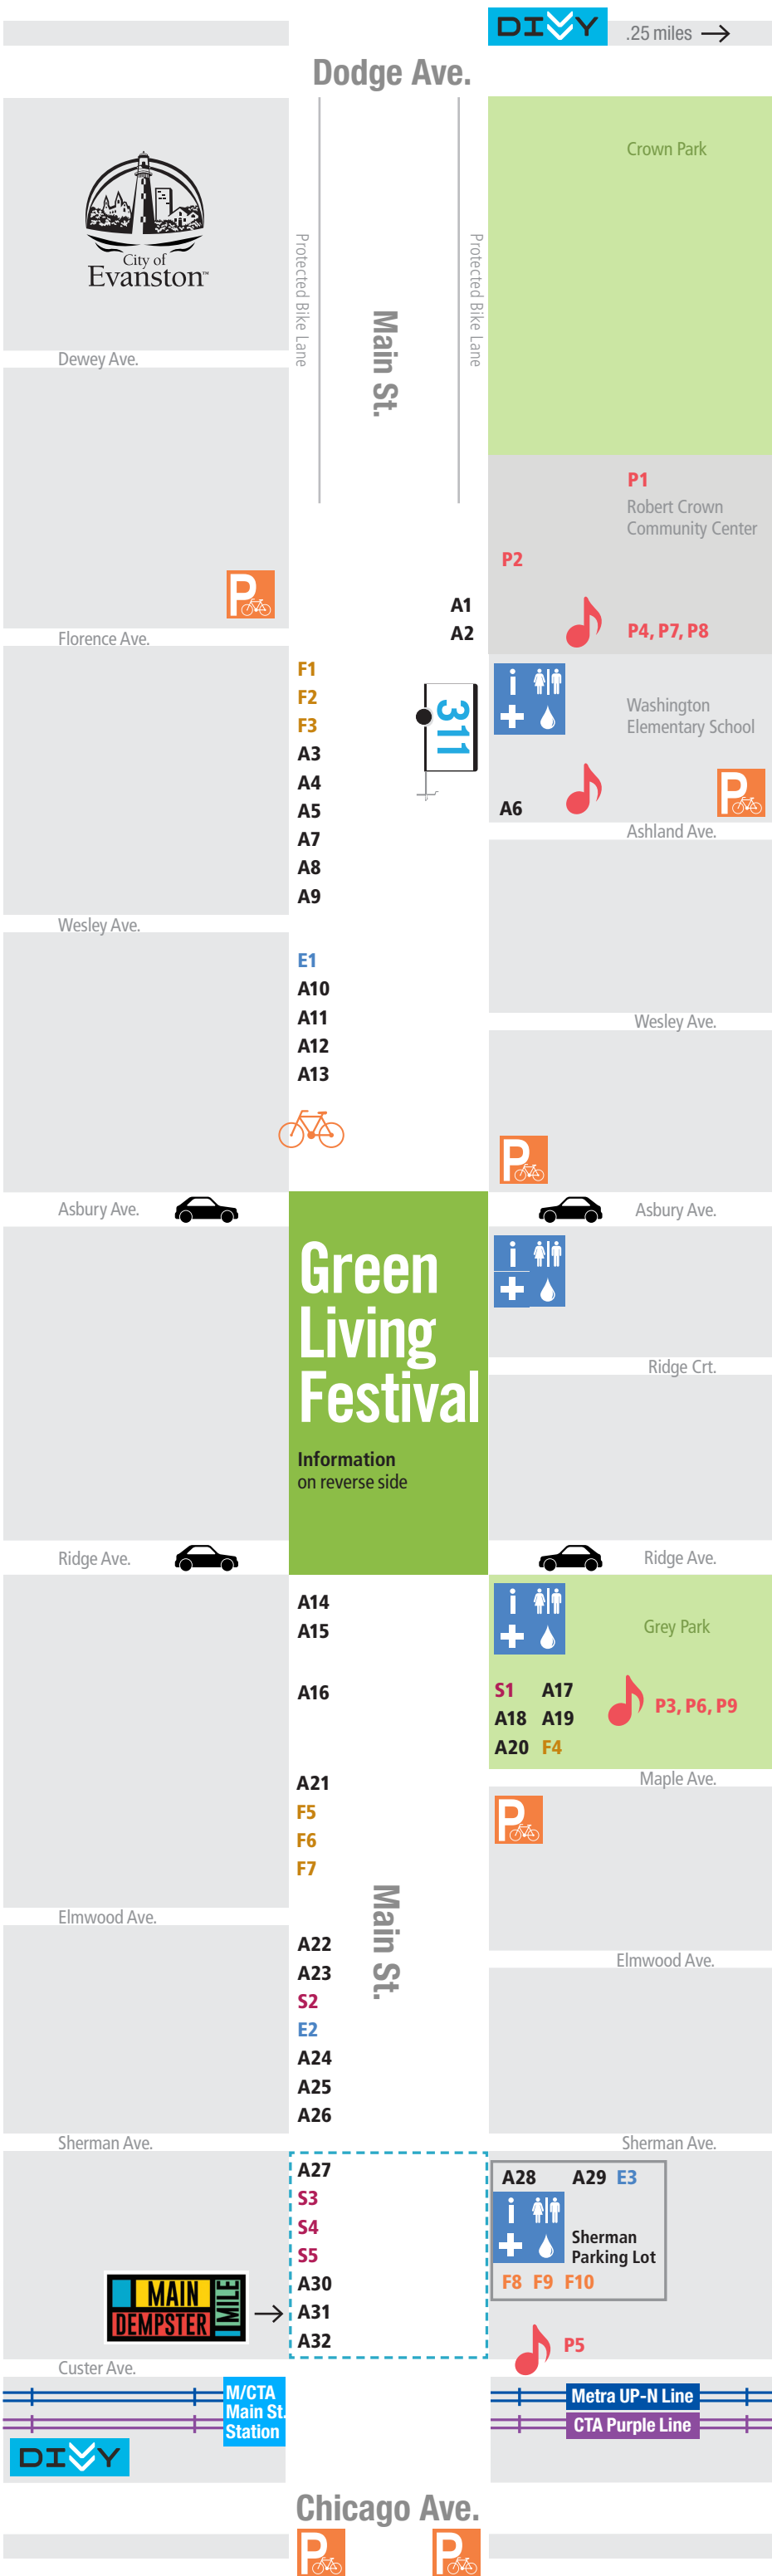 DIVVY
.25 miles
Dodge Ave.
Crown Park
City of
Evanston™
Protected Bike Lane
Protected Bike Lane
Main St.
Dewey Ave.
P1
Robert Crown
Community Center
P2
P
A1
A2
P4, P7, P8
Florence Ave.
F1
F2
F3
A3
A4
A5
A7
A8
A9
311
i
Washington
Elementary School
A6
P
Ashland Ave.
Wesley Ave.
E1
A10
A11
A12
A13
Wesley Ave.
P
Asbury Ave.
Asbury Ave.
Green
Living
Festival
Information
on reverse side
i
Ridge Crt.
Ridge Ave.
Ridge Ave.
A14
A15
A16
i
Grey Park
S1 A17
A18 A19
A20 F4
P3, P6, P9
Maple Ave.
A21
F5
F6
F7
P
Main St.
Elmwood Ave.
Elmwood Ave.
A22
A23
S2
E2
A24
A25
A26
Sherman Ave.
Sherman Ave.
A27
S3
S4
S5
A30
A31
A32
A28 A29 E3
i
Sherman
Parking Lot
F8 F9 F10
MAIN
DEMPSTER
MILE
P5
Custer Ave.
M/CTA
Main St.
Station
Metra UP-N Line
CTA Purple Line
DIVVY
Chicago Ave.
P
P